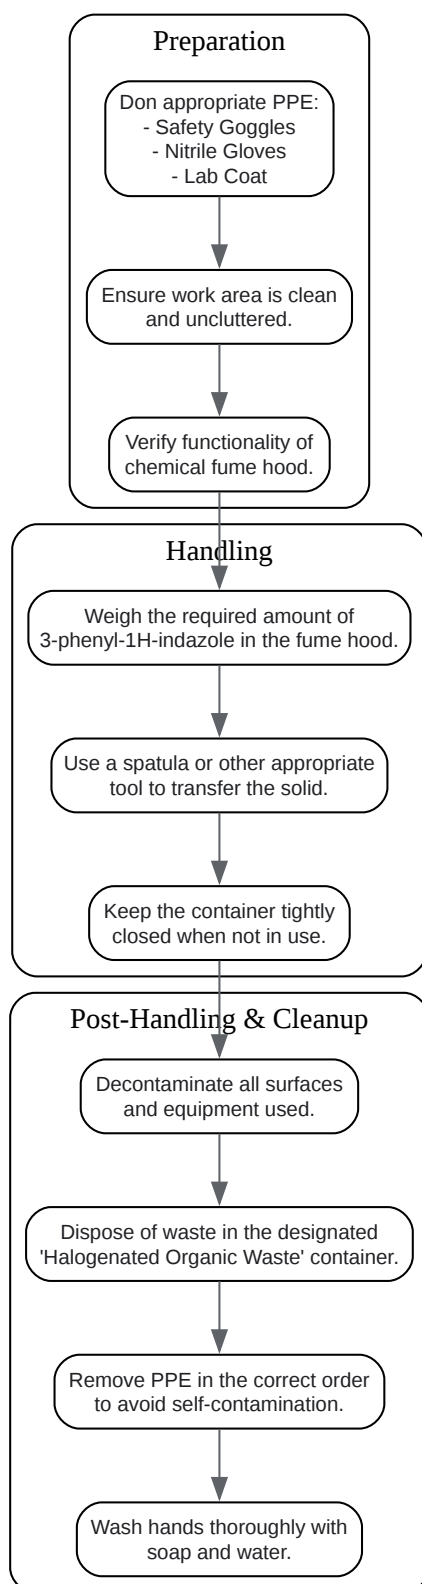 Preparation
Don appropriate PPE:
- Safety Goggles
- Nitrile Gloves
- Lab Coat
Ensure work area is clean
and uncluttered.
Verify functionality of
chemical fume hood.
Handling
Weigh the required amount of
3-phenyl-1H-indazole in the fume hood.
Use a spatula or other appropriate
tool to transfer the solid.
Keep the container tightly
closed when not in use.
Post-Handling & Cleanup
Decontaminate all surfaces
and equipment used.
Dispose of waste in the designated
'Halogenated Organic Waste' container.
Remove PPE in the correct order
to avoid self-contamination.
Wash hands thoroughly with
soap and water.